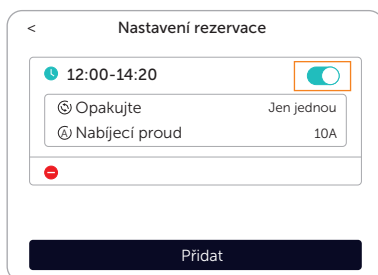 < Nastavení rezervace
12:00-14:20
Opakujte Jen jednou
A Nabíjecí proud 10A
Přidat